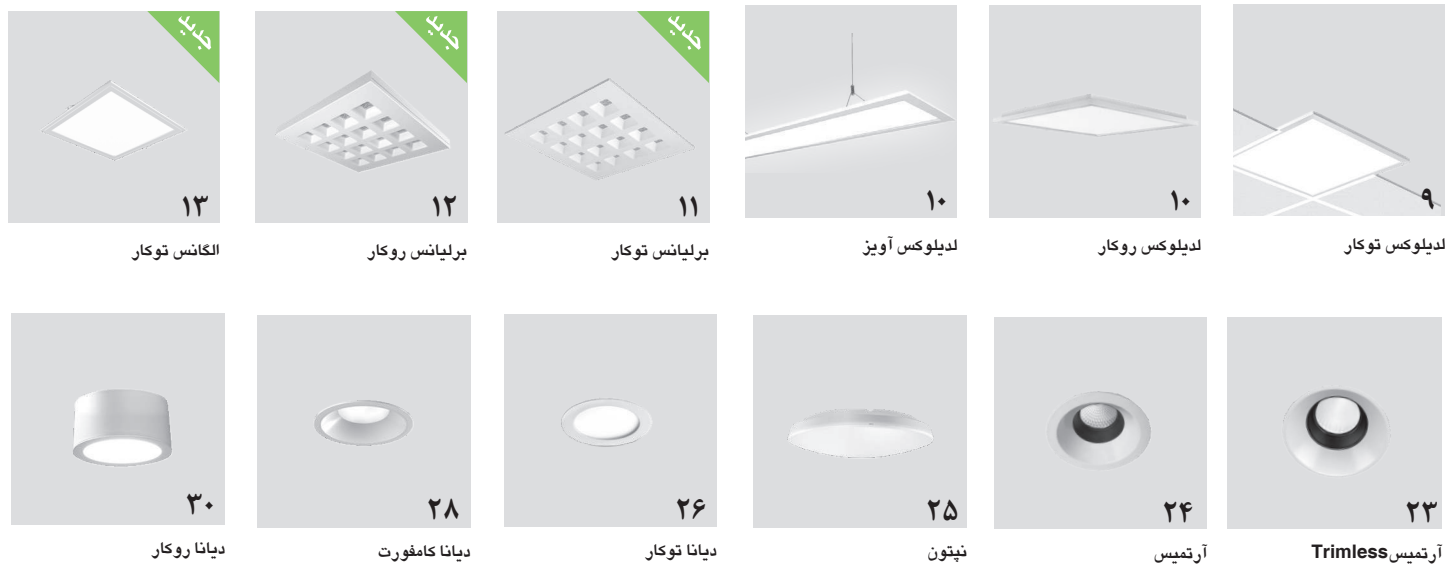 ۹
لدیلوکس توکار
۱۰
لدیلوکس روکار
۱۰
لدیلوکس آویز
جدید
۱۱
برلیانس توکار
جدید
۱۲
برلیانس روکار
جدید
۱۳
الگانس توکار
۲۳
آرتمیسTrimless
۲۴
آرتمیس
۲۵
نپتون
۲۶
دیانا توکار
۲۸
دیانا کامفورت
۳۰
دیانا روکار